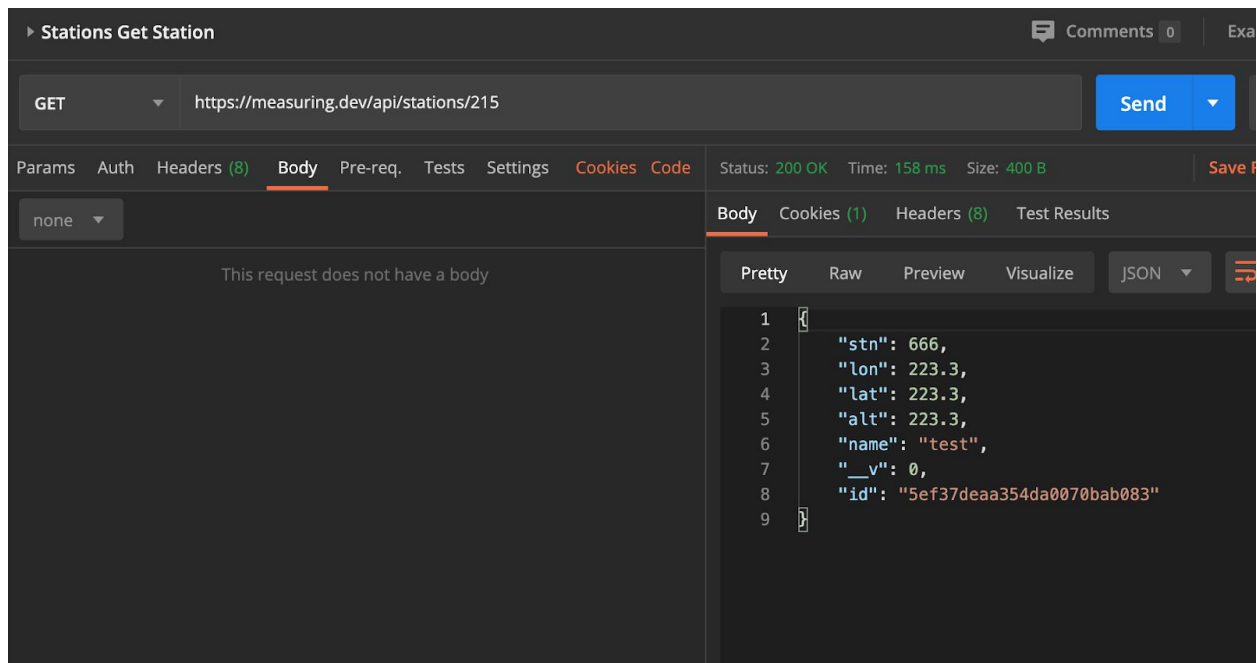 Stations Get Station
Comments 0
Exa
GET
https://measuring.dev/api/stations/215
Send
Params Auth Headers (8) Body Pre-req. Tests Settings Cookies Code
Status: 200 OK Time: 158 ms Size: 400 B
Save R
none
Body Cookies (1) Headers (8) Test Results
This request does not have a body
Pretty Raw Preview Visualize JSON
1 {
2 "stn": 666,
3 "lon": 223.3,
4 "lat": 223.3,
5 "alt": 223.3,
6 "name": "test",
7 "__v": 0,
8 "id": "5ef37deaa354da0070bab083"
9 }